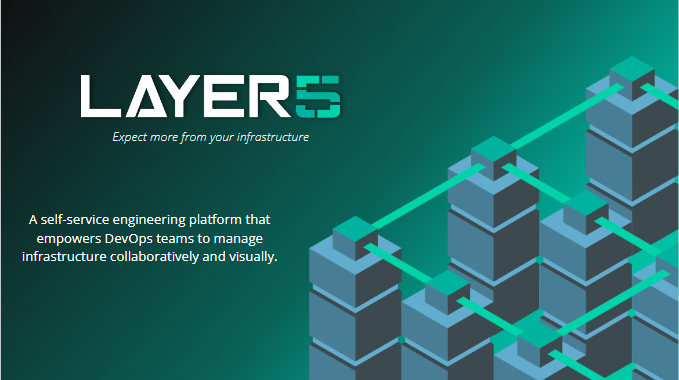 LAYER5
Expect more from your infrastructure
A self-service engineering platform that
empowers DevOps teams to manage
infrastructure collaboratively and visually.